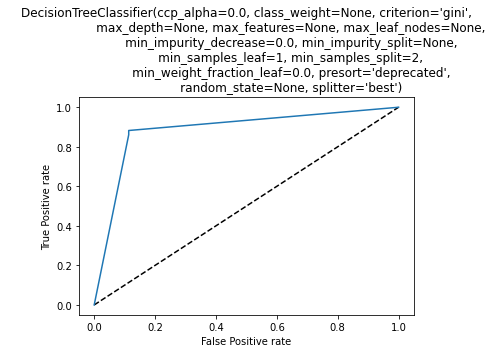 DecisionTreeClassifier(ccp_alpha=0.0, class_weight=None, criterion='gini',
max_depth=None, max_features=None, max_leaf_nodes=None,
min_impurity_decrease=0.0, min_impurity_split=None,
min_samples_leaf=1, min_samples_split=2,
min_weight_fraction_leaf=0.0, presort='deprecated',
random_state=None, splitter='best')
1.0
0.8
0.6
0.4
0.2
0.0
True Positive rate
0.0 0.2 0.4 0.6 0.8 1.0
False Positive rate